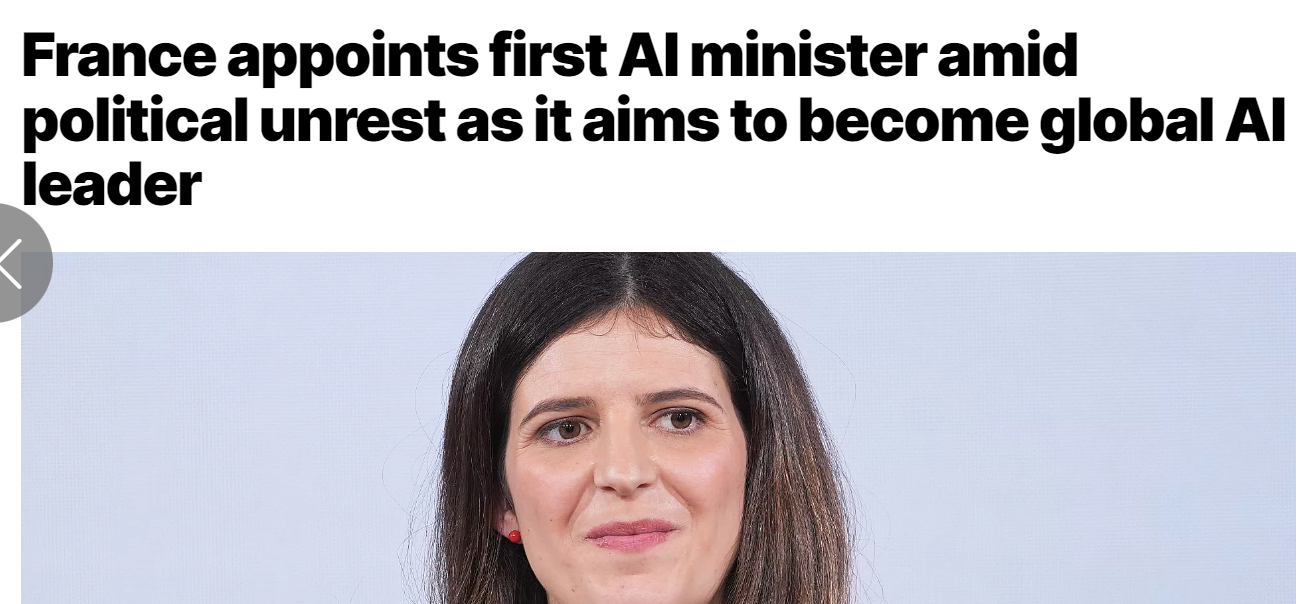 France appoints first AI minister amid
political unrest as it aims to become global AI
leader